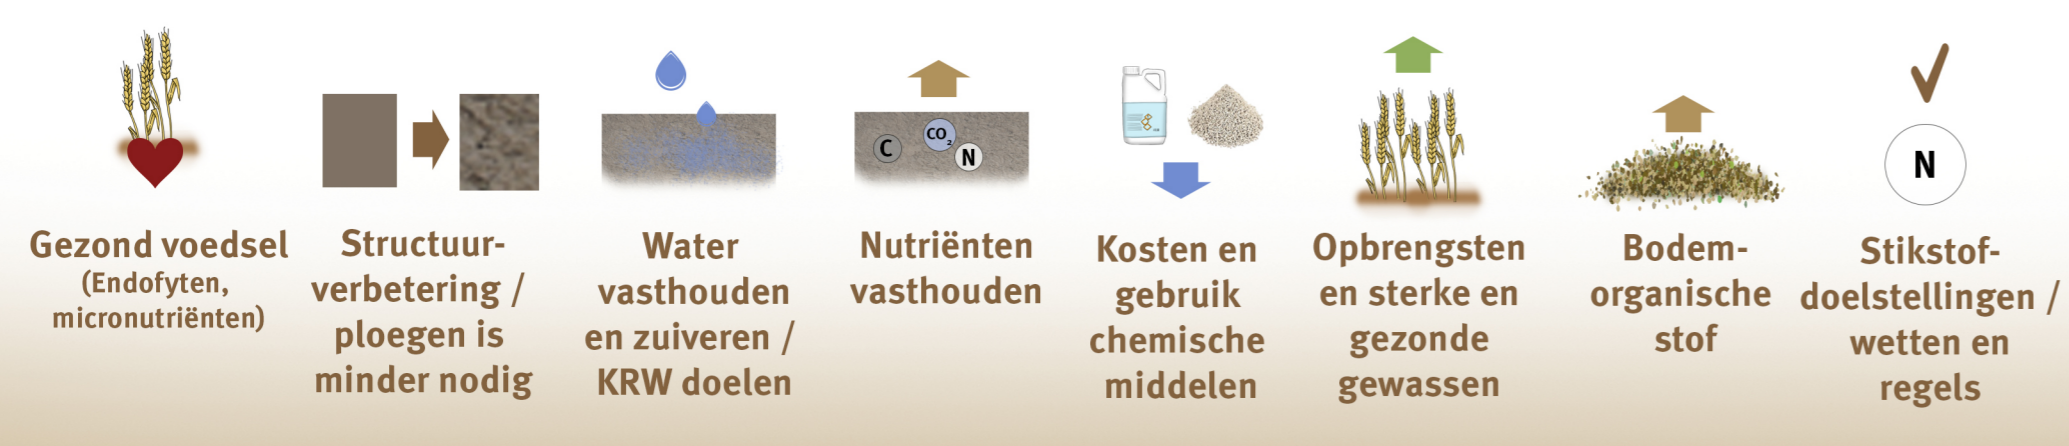 C
CO2
N
N
Gezond voedsel
(Endofyten,
micronutriënten)
Structuur-
verbetering /
ploegen is
minder nodig
Water
vasthouden
en zuiveren /
KRW doelen
Nutriënten
vasthouden
Kosten en
gebruik
chemische
middelen
Opbrengsten
en sterke en
gezonde
gewassen
Bodem-
organische
stof
Stikstof-
doelstellingen /
wetten en
regels